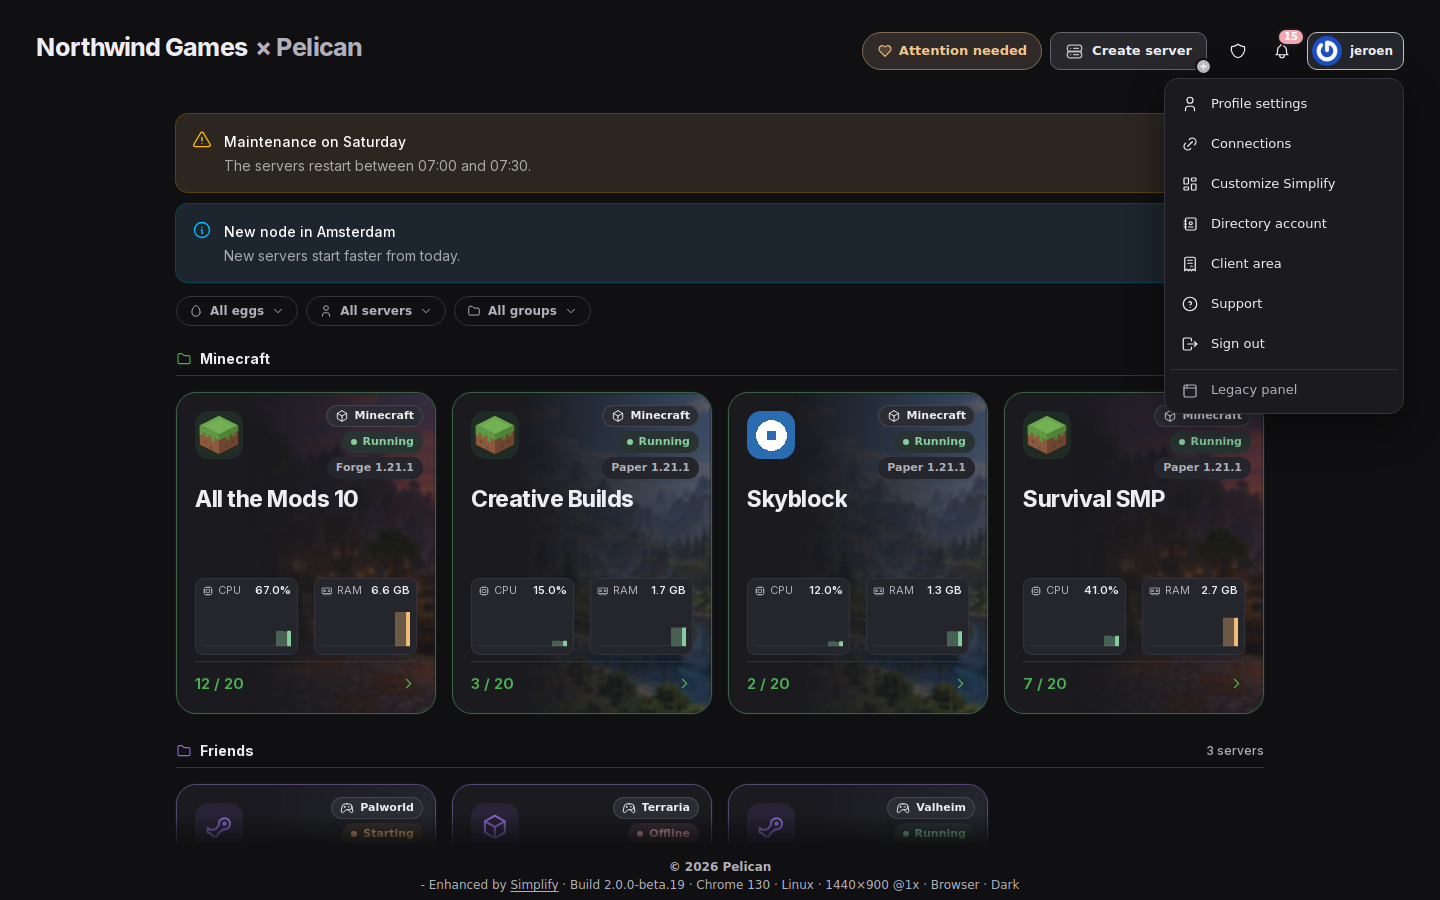 Northwind Games × Pelican
Attention needed
Create server
15
jeroen
Profile settings
Connections
Customize Simplify
Directory account
Client area
Support
Sign out
Legacy panel
Maintenance on Saturday
The servers restart between 07:00 and 07:30.
New node in Amsterdam
New servers start faster from today.
All eggs
All servers
All groups
Minecraft
Minecraft
Running
Forge 1.21.1
All the Mods 10
CPU 67.0%
RAM 6.6 GB
12 / 20
Minecraft
Running
Paper 1.21.1
Creative Builds
CPU 15.0%
RAM 1.7 GB
3 / 20
Minecraft
Running
Paper 1.21.1
Skyblock
CPU 12.0%
RAM 1.3 GB
2 / 20
Minecraft
Running
Paper 1.21.1
Survival SMP
CPU 41.0%
RAM 2.7 GB
7 / 20
Friends
3 servers
Palworld
Starting
Terraria
Offline
Valheim
Running
© 2026 Pelican
- Enhanced by Simplify · Build 2.0.0-beta.19 · Chrome 130 · Linux · 1440×900 @1x · Browser · Dark